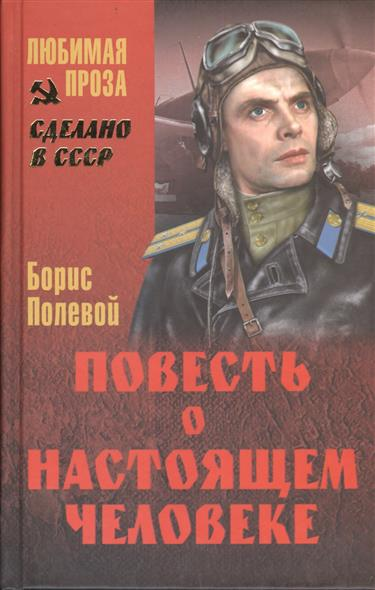 ЛЮБИМАЯ
ПРОЗА
СДЕЛАНО
В СССР
Борис
Полевой
ПОВЕСТЬ
О
НАСТОЯЩЕМ
ЧЕЛОВЕКЕ